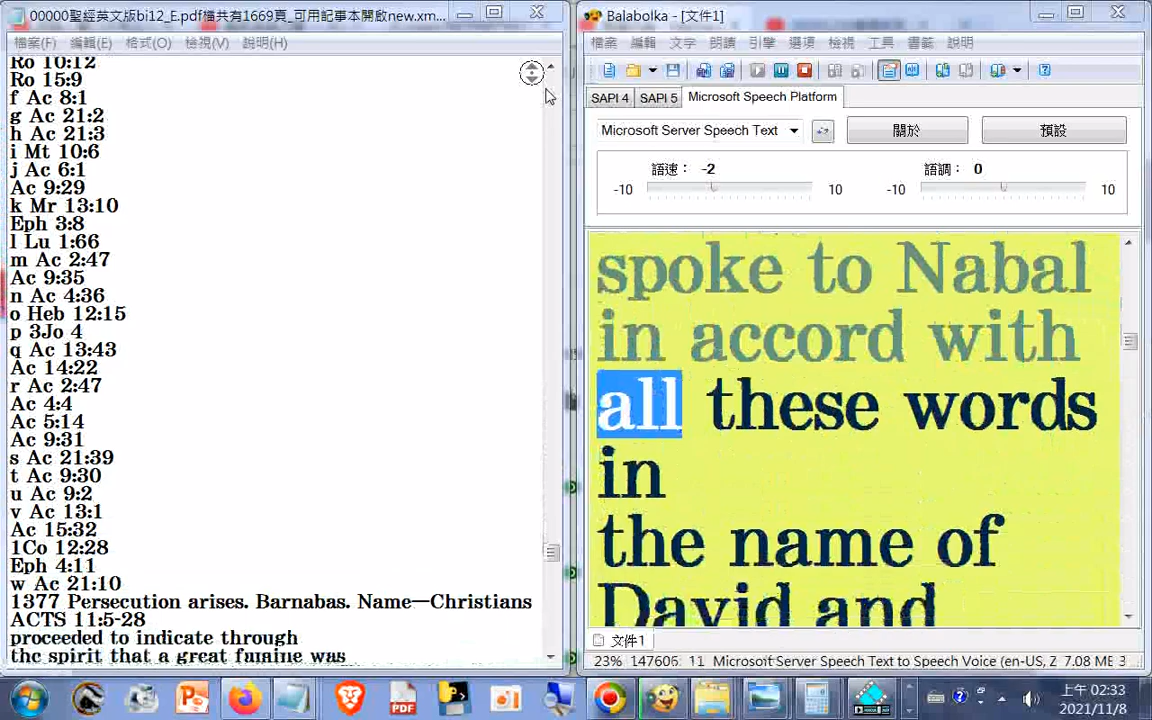 00000聖經英文版bi12_E.pdf檔共有1669頁_可用記事本開啟new.xm...
檔案(F) 編輯(E) 格式(O) 檢視(V) 說明(H)
Ro 10:12
Ro 15:9
f Ac 8:1
g Ac 21:2
h Ac 21:3
i Mt 10:6
j Ac 6:1
Ac 9:29
k Mr 13:10
Eph 3:8
l Lu 1:66
m Ac 2:47
Ac 9:35
n Ac 4:36
o Heb 12:15
p 3Jo 4
q Ac 13:43
Ac 14:22
r Ac 2:47
Ac 4:4
Ac 5:14
Ac 9:31
s Ac 21:39
t Ac 9:30
u Ac 9:2
v Ac 13:1
Ac 15:32
1Co 12:28
Eph 4:11
w Ac 21:10
1377 Persecution arises. Barnabas. Name—Christians
ACTS 11:5-28
proceeded to indicate through
the spirit that a great famine was
Balabolka - [文件1]
檔案 編輯 文字 朗讀 引擎 選項 檢視 工具 書籤 說明
SAPI 4 SAPI 5 Microsoft Speech Platform
Microsoft Server Speech Text 關於 預設
語速： -2 語調： 0
-10 10 -10 10
spoke to Nabal
in accord with
all these words
in
the name of
David and
文件1
23% 147605 11 Microsoft Server Speech Text to Speech Voice (en-US, Z 7.08 ME 3
PDF
上午 02:33
2021/11/8